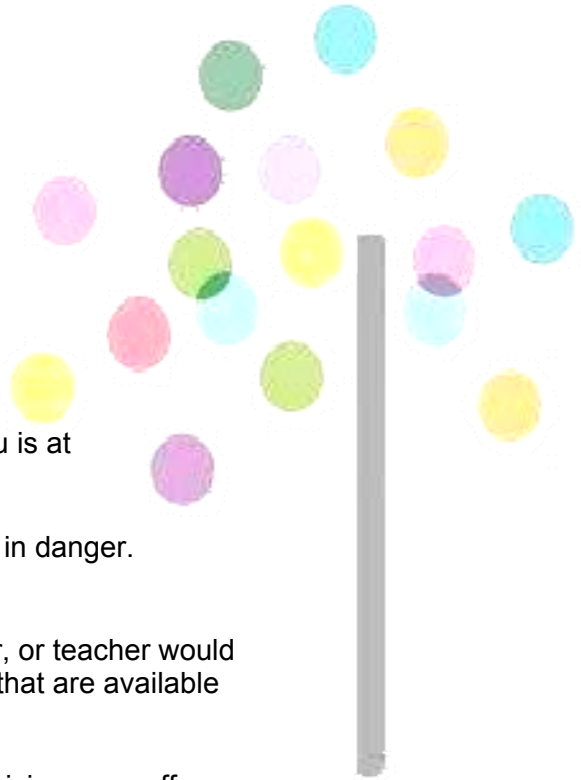 u is at
in danger.
, or teacher would
that are available